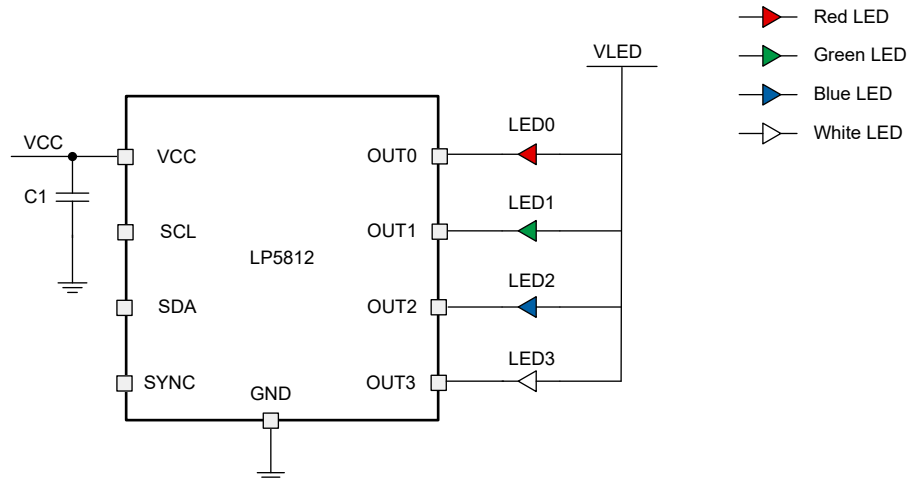 Red LED
Green LED
Blue LED
White LED
VLED
VCC
C1
VCC
SCL
SDA
SYNC
LP5812
GND
OUT0
OUT1
OUT2
OUT3
LED0
LED1
LED2
LED3